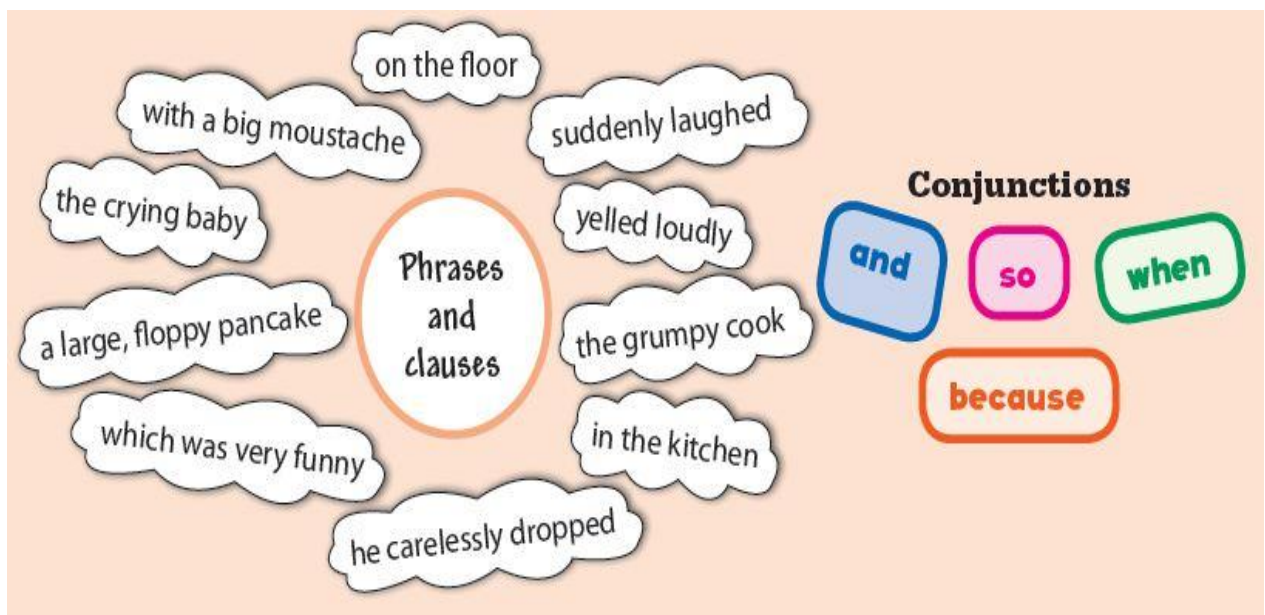 on the floor
with a big moustache
suddenly laughed
the crying baby
yelled loudly
Phrases
and
clauses
a large, floppy pancake
the grumpy cook
which was very funny
in the kitchen
he carelessly dropped
Conjunctions
and
so
when
because